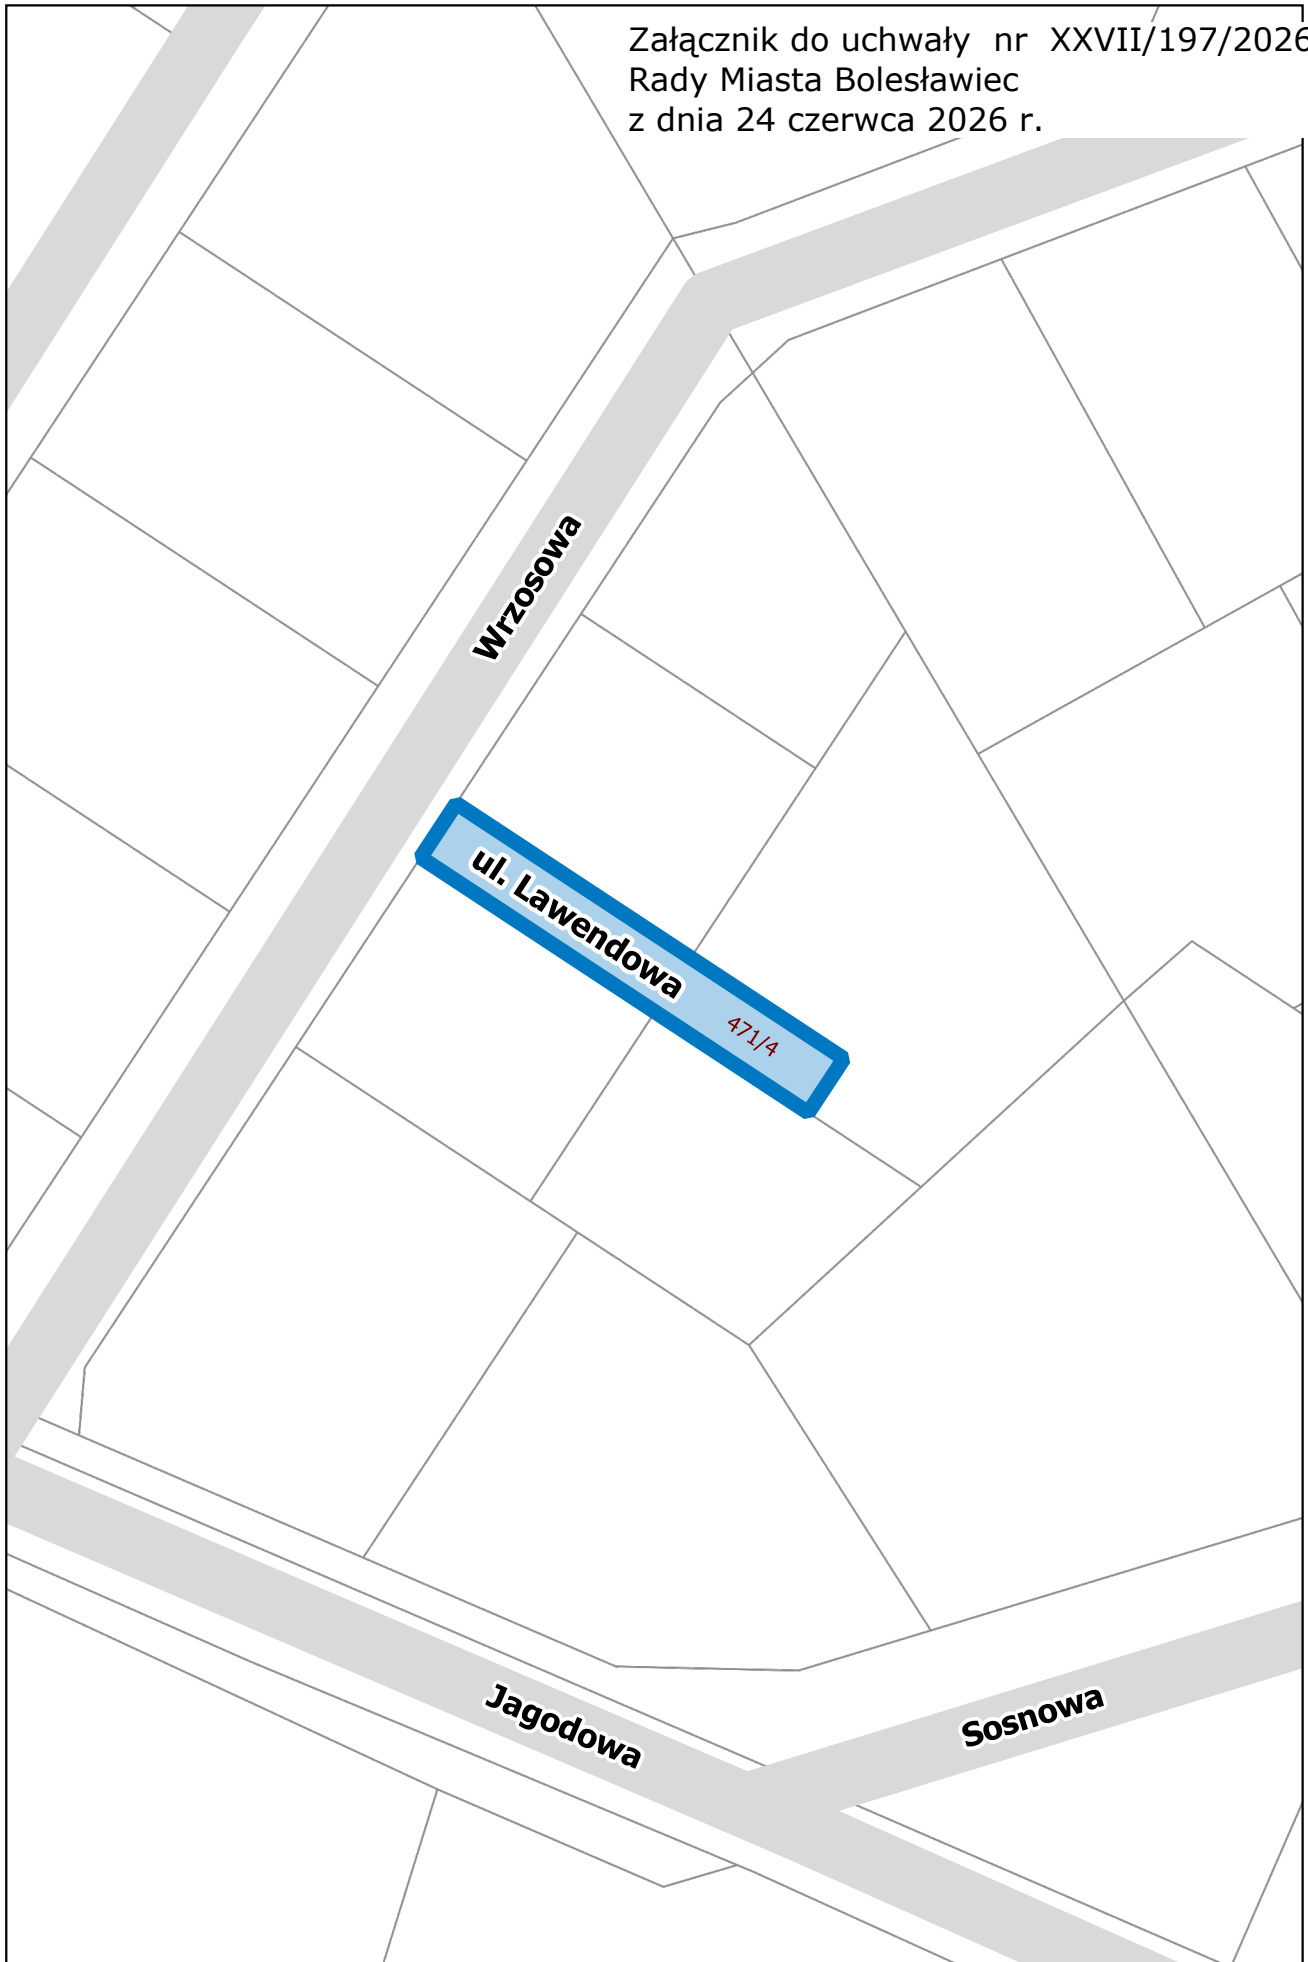 Załącznik do uchwały nr XXVII/197/2026
Rady Miasta Bolesławiec
z dnia 24 czerwca 2026 r.
Wrzosowa
ul. Lawendowa
471/4
Jagodowa
Sosnowa